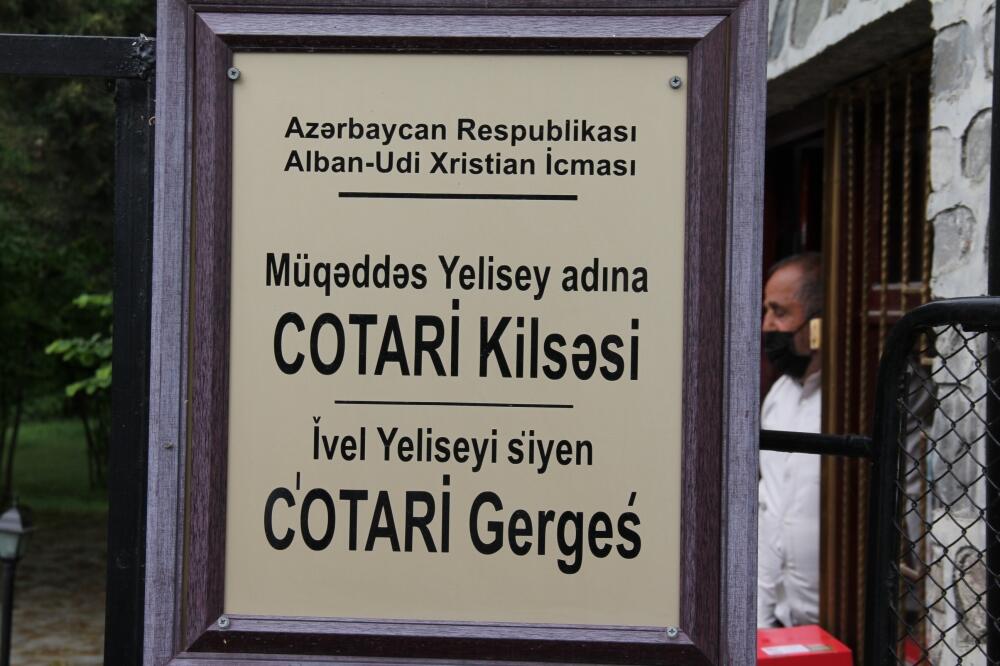 Azərbaycan Respublikası
Alban-Udi Xristian İcması
Müqəddəs Yelisey adına
COTARİ Kilsəsi
İ̌vel Yeliseyi s̈iyen
C'OTARİ Gergeś